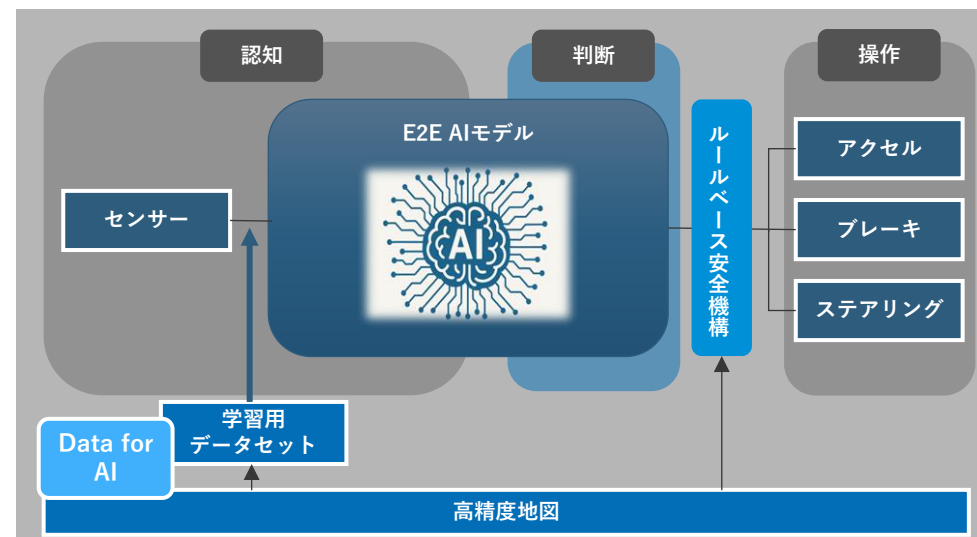 認知
判断
操作
E2E AIモデル
AI
センサー
ルールベース安全機構
アクセル
ブレーキ
ステアリング
学習用
データセット
Data for
AI
高精度地図